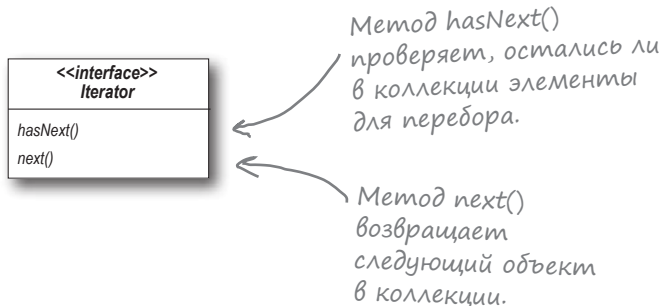 <<interface>>
Iterator
hasNext()
next()
Метод hasNext()
проверяет, остались ли
в коллекции элементы
для перебора.
Метод next()
возвращает
следующий объект
в коллекции.